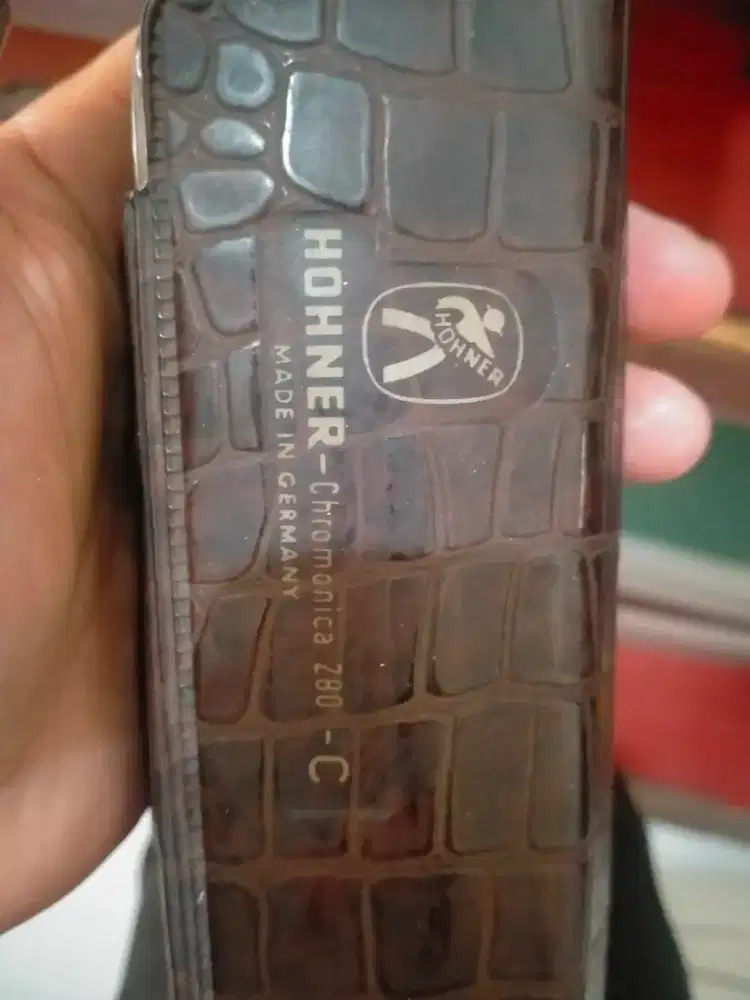 HOHNER
HOHNER-Chromonica 280 -C
MADE IN GERMANY